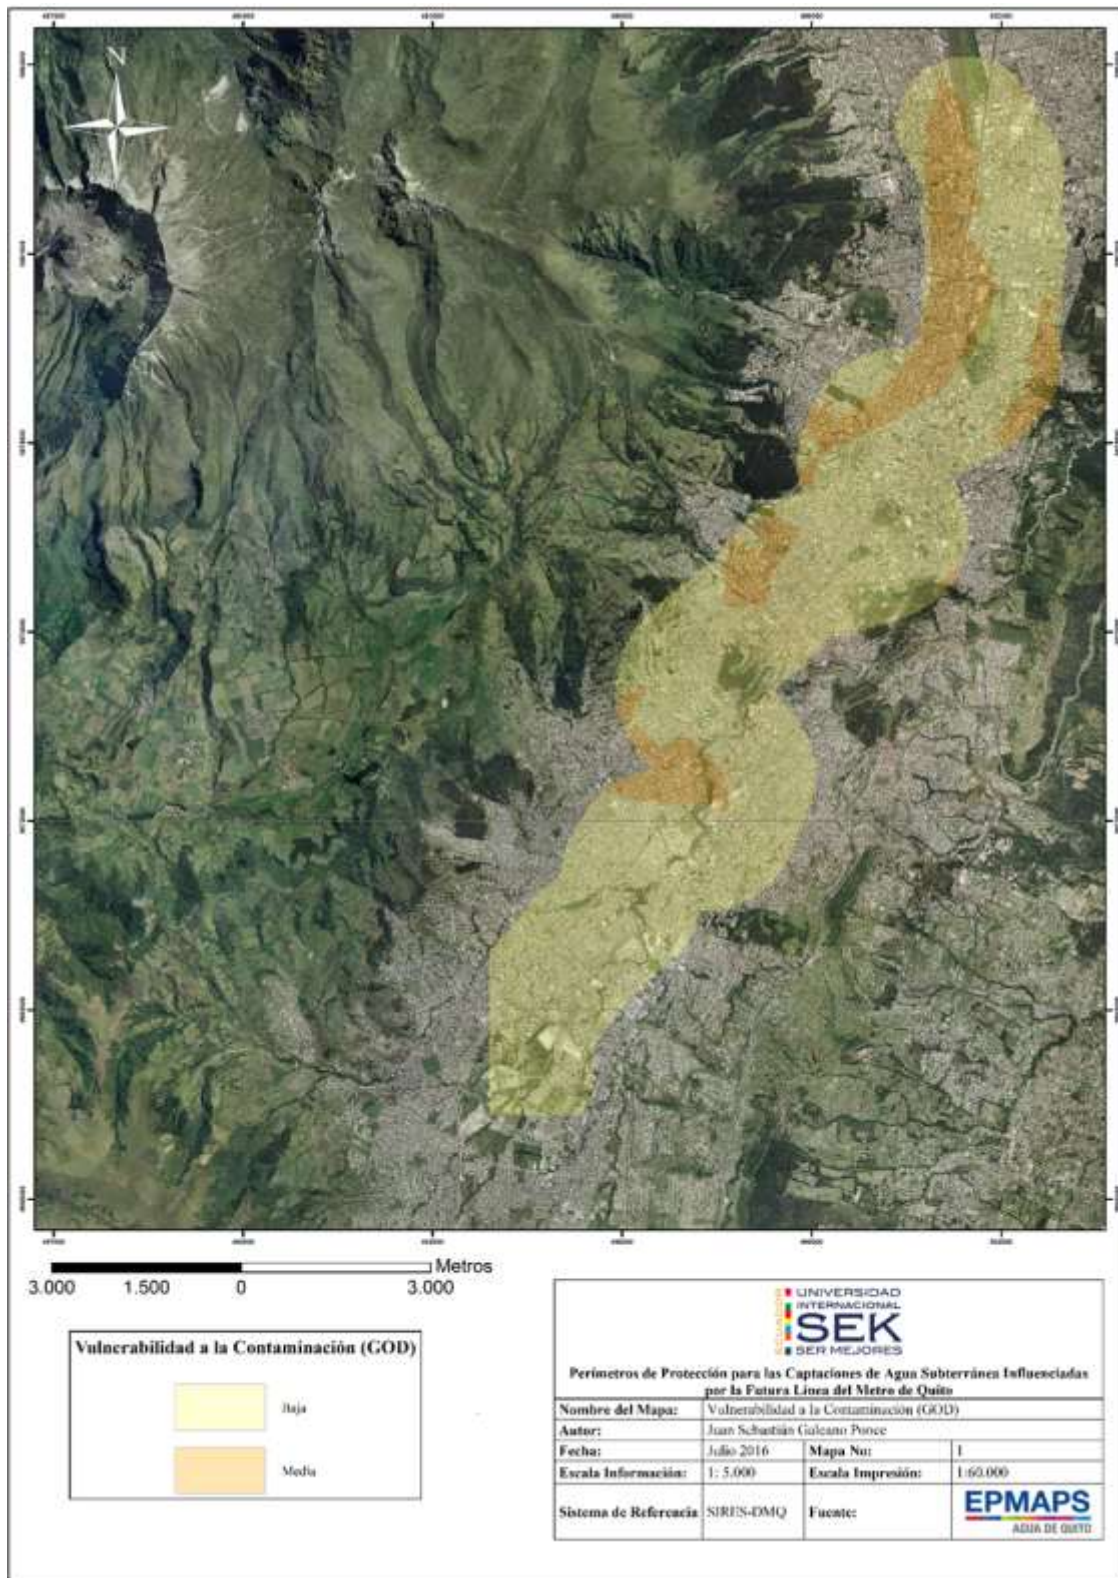 N
Metros
3.000 1.500 0 3.000
Vulnerabilidad a la Contaminación (GOD)
Baja
Media
ECUADOR
UNIVERSIDAD
INTERNACIONAL
SEK
SER MEJORES
Perímetros de Protección para las Captaciones de Agua Subterránea Influenciadas
por la Futura Línea del Metro de Quito
Nombre del Mapa: Vulnerabilidad a la Contaminación (GOD)
Autor: Juan Sebastián Galeano Ponce
Fecha: Julio 2016 Mapa No: 1
Escala Información: 1: 5.000 Escala Impresión: 1:60.000
Sistema de Referencia SIRES-DMQ Fuente:
EPMAPS
AGUA DE QUITO